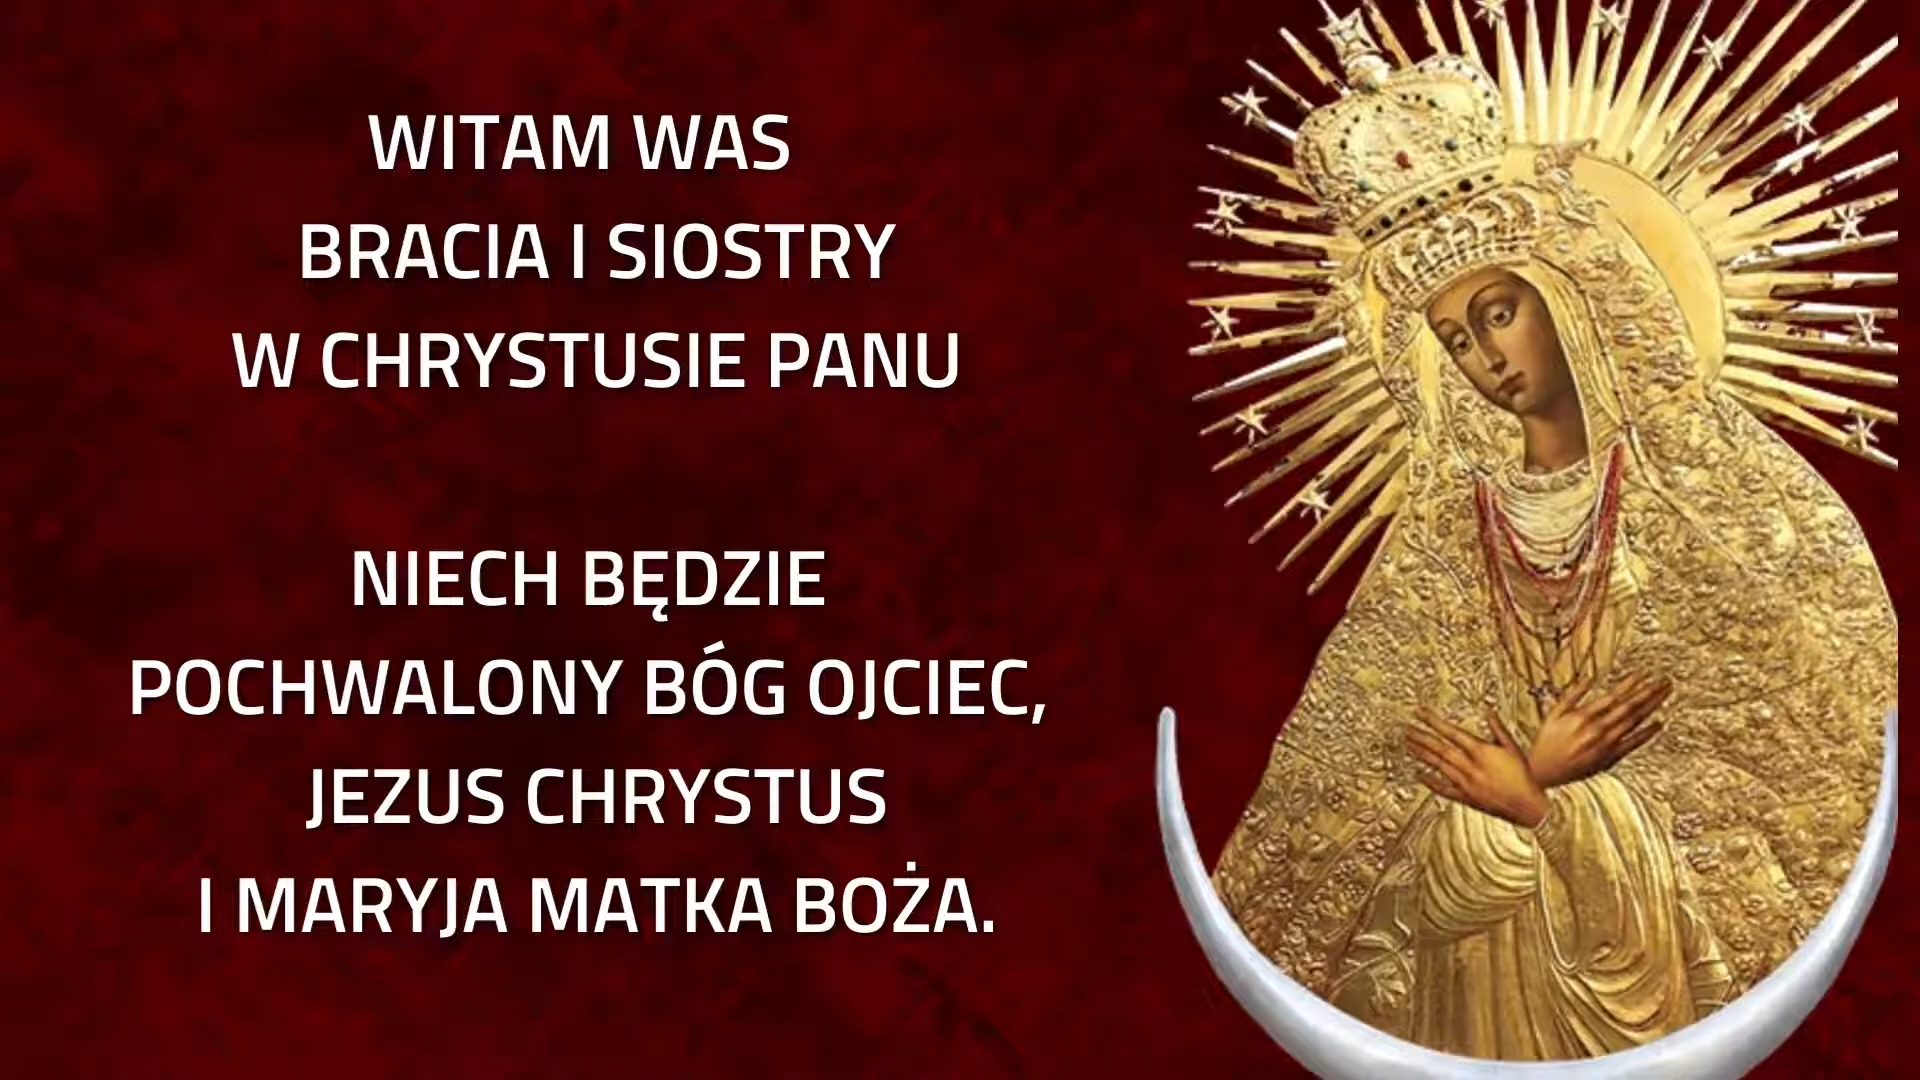 WITAM WAS
BRACIA I SIOSTRY
W CHRYSTUSIE PANU
NIECH BĘDZIE
POCHWALONY BÓG OJCIEC,
JEZUS CHRYSTUS
I MARYJA MATKA BOŻA.